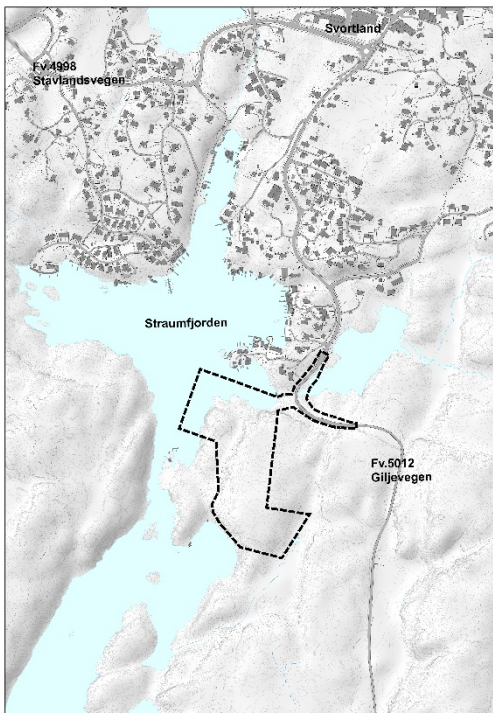 Svortland
Fv.4998
Stavlandsvegen
Straumfjorden
Fv.5012
Giljevegen